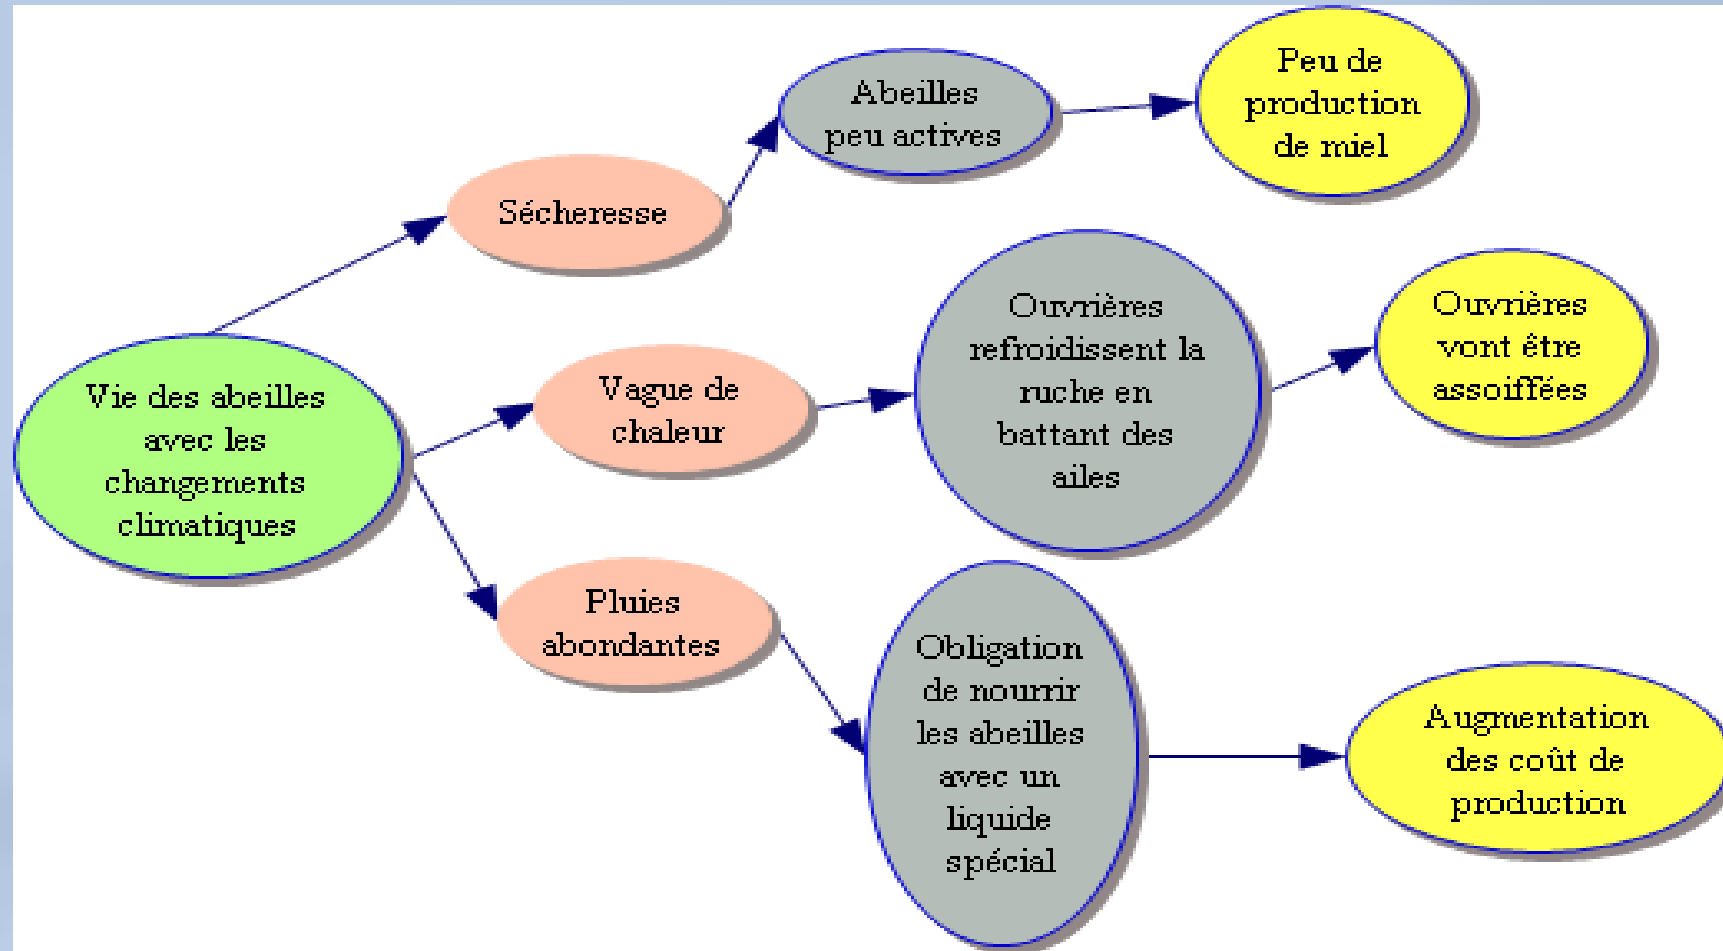 Vie des abeilles
avec les
changements
climatiques
Sécheresse
Abeilles
peu actives
Peu de
production
de miel
Vague de
chaleur
Ouvrières
refroidissent la
ruche en
battant des
ailes
Ouvrières
vont être
assoiffées
Pluies
abondantes
Obligation
de nourrir
les abeilles
avec un
liquide
spécial
Augmentation
des coût de
production